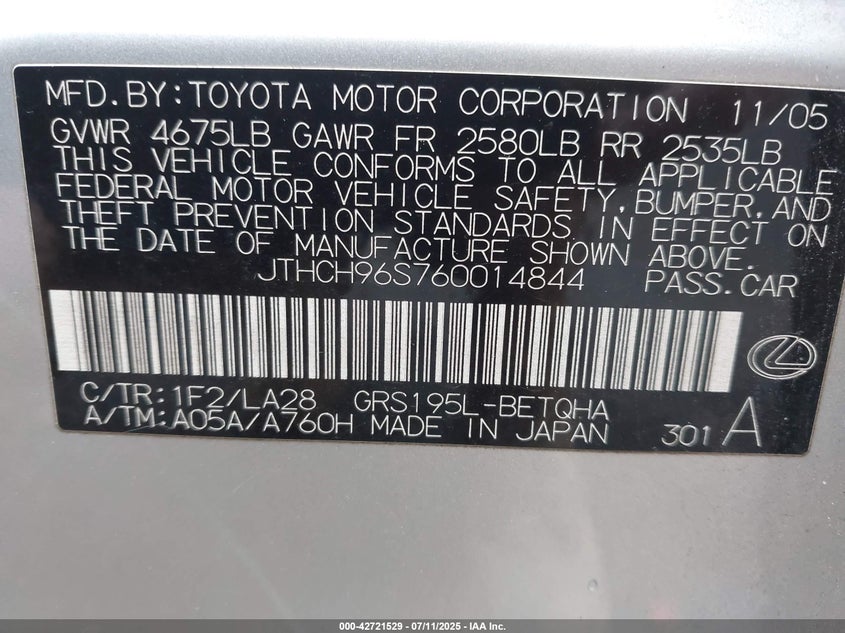 MFD.BY:TOYOTA MOTOR CORPORATION 11/05
GVWR 4675LB GAWR FR 2580LB RR 2535LB
THIS VEHICLE CONFORMS TO ALL APPLICABLE
FEDERAL MOTOR VEHICLE SAFETY,BUMPER,AND
THEFT PREVENTION STANDARDS IN EFFECT ON
THE DATE OF MANUFACTURE SHOWN ABOVE.
JTHCH96S760014844 PASS.CAR
C/TR:1F2/LA28 GRS195L-BETQHA
A/TM:A05A/A760H MADE IN JAPAN 301 A
000-42721529 - 07/11/2025 - IAA Inc.